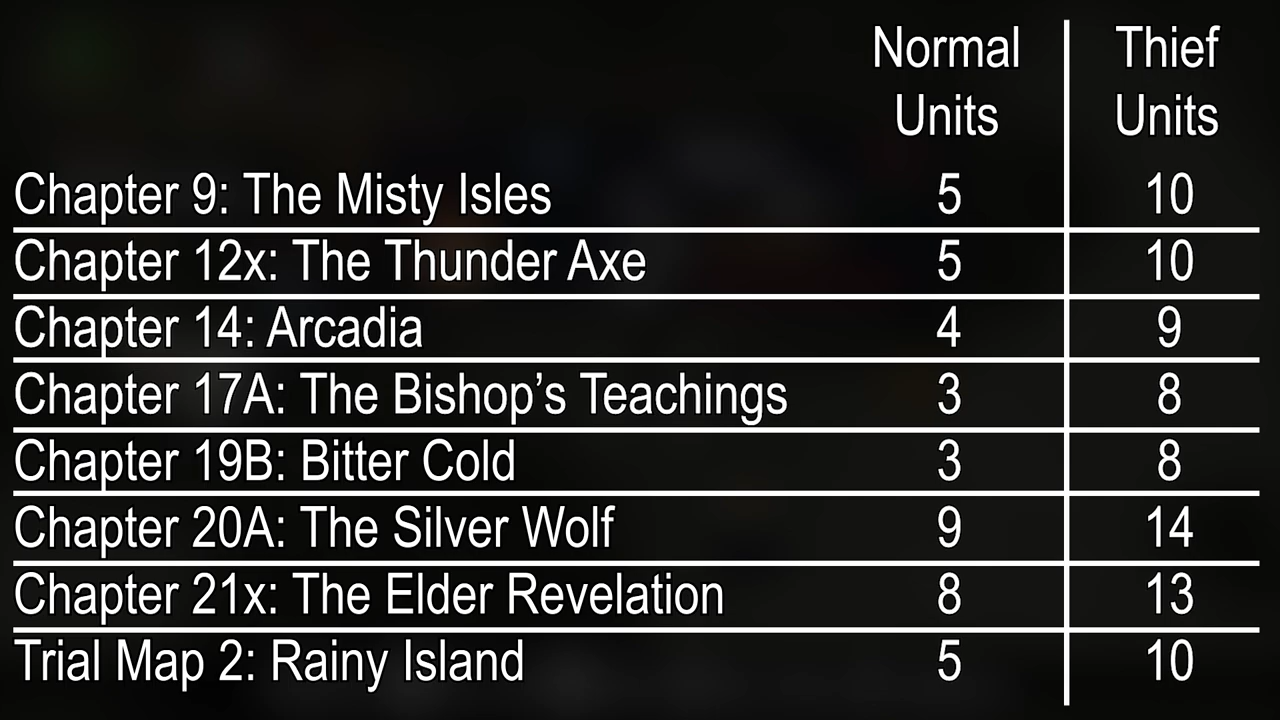 Normal Units Thief Units
Chapter 9: The Misty Isles 5 10
Chapter 12x: The Thunder Axe 5 10
Chapter 14: Arcadia 4 9
Chapter 17A: The Bishop’s Teachings 3 8
Chapter 19B: Bitter Cold 3 8
Chapter 20A: The Silver Wolf 9 14
Chapter 21x: The Elder Revelation 8 13
Trial Map 2: Rainy Island 5 10